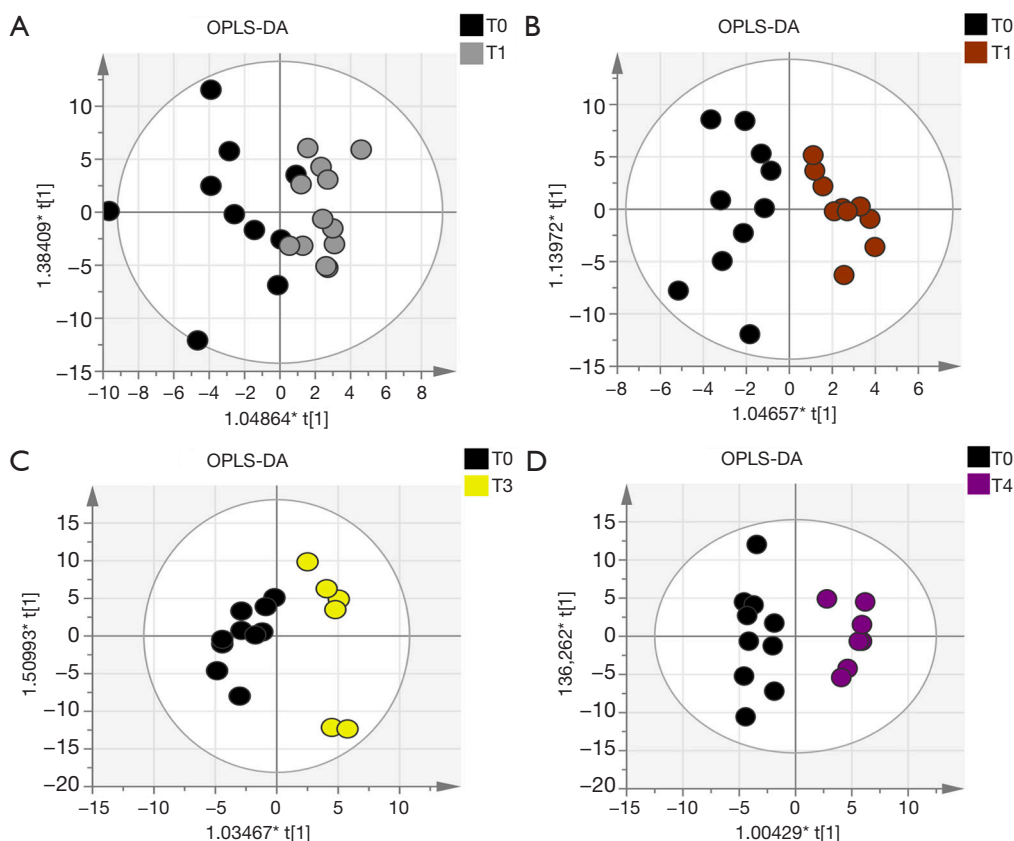 A
OPLS-DA
T0
T1
10
5
0
−5
−10
−15
−10 −8 −6 −4 −2 0 2 4 6 8
1.38409* t[1]
1.04864* t[1]
B
OPLS-DA
T0
T1
10
5
0
−5
−10
−15
−8 −6 −4 −2 0 2 4 6
1.13972* t[1]
1.04657* t[1]
C
OPLS-DA
T0
T3
15
10
5
0
−5
−10
−15
−20
−15 −10 −5 0 5 10
1.50993* t[1]
1.03467* t[1]
D
OPLS-DA
T0
T4
15
10
5
0
−5
−10
−15
−20
−15 −10 −5 0 5 10
136,262* t[1]
1.00429* t[1]